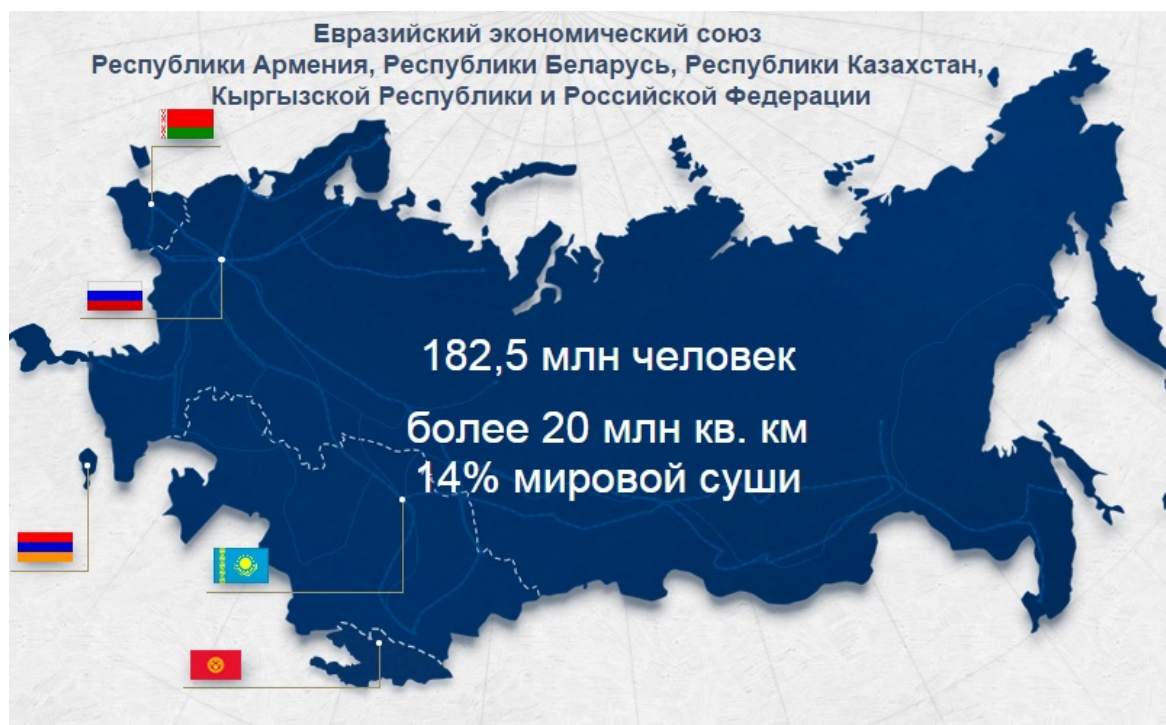 Евразийский экономический союз
Республики Армения, Республики Беларусь, Республики Казахстан,
Кыргызской Республики и Российской Федерации
182,5 млн человек
более 20 млн кв. км
14% мировой суши